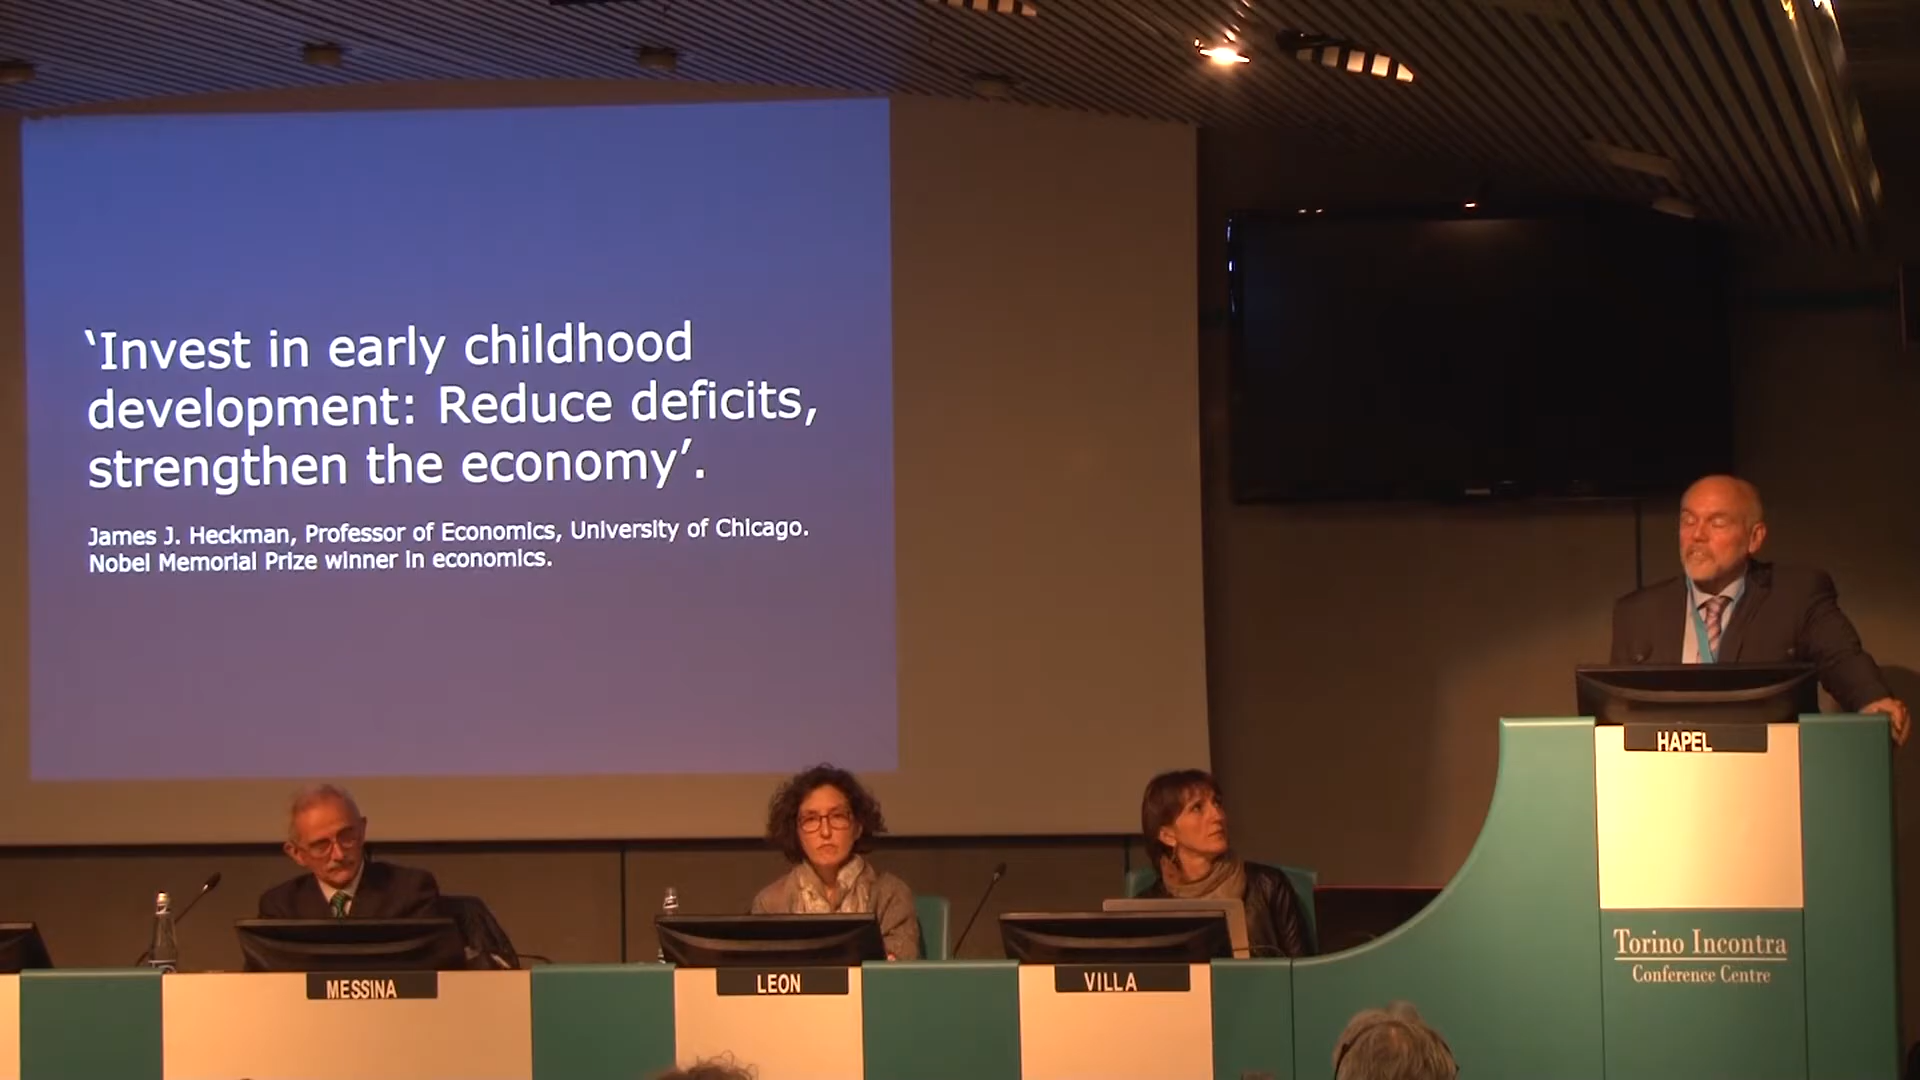 ‘Invest in early childhood
development: Reduce deficits,
strengthen the economy’.
James J. Heckman, Professor of Economics, University of Chicago.
Nobel Memorial Prize winner in economics.
HAPEL
MESSINA
LEON
VILLA
Torino Incontra
Conference Centre